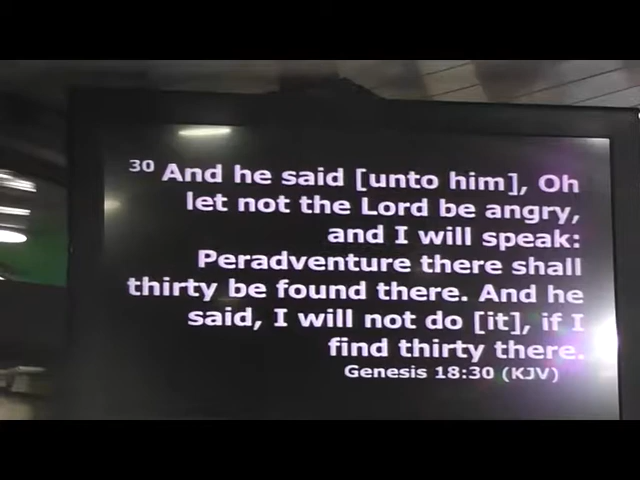 30 And he said [unto him], Oh
let not the Lord be angry,
and I will speak:
Peradventure there shall
thirty be found there. And he
said, I will not do [it], if I
find thirty there.
Genesis 18:30 (KJV)